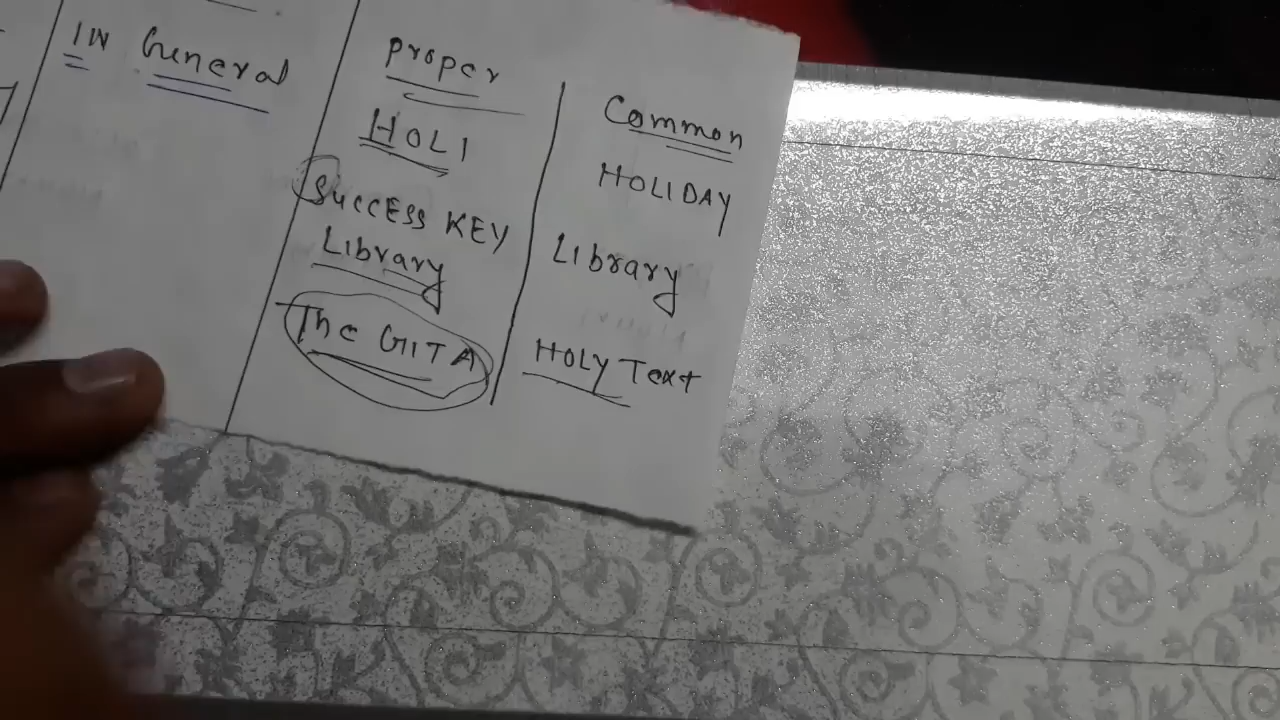 IN General
Proper
HOLI
SuccESS KEY
Library
The GITA
Common
HOLIDAY
Library
HOLY Text